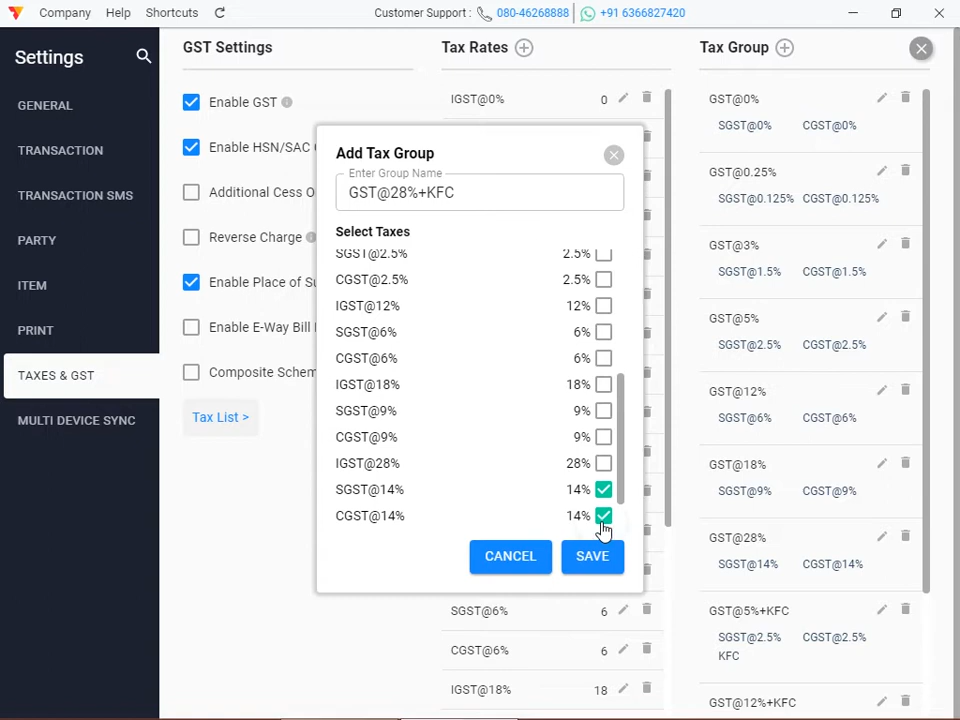 Company Help Shortcuts
Customer Support : 080-46268888 +91 6366827420
Settings
GENERAL
TRANSACTION
TRANSACTION SMS
PARTY
ITEM
PRINT
TAXES & GST
MULTI DEVICE SYNC
GST Settings
Enable GST
Enable HSN/SAC
Additional Cess O
Reverse Charge
Enable Place of Su
Enable E-Way Bill
Composite Schem
Tax List >
Tax Rates
IGST@0% 0
SGST@6% 6
CGST@6% 6
IGST@18% 18
Add Tax Group
Enter Group Name
GST@28%+KFC
Select Taxes
SGST@2.5% 2.5%
CGST@2.5% 2.5%
IGST@12% 12%
SGST@6% 6%
CGST@6% 6%
IGST@18% 18%
SGST@9% 9%
CGST@9% 9%
IGST@28% 28%
SGST@14% 14%
CGST@14% 14%
CANCEL SAVE
Tax Group
GST@0%
SGST@0% CGST@0%
GST@0.25%
SGST@0.125% CGST@0.125%
GST@3%
SGST@1.5% CGST@1.5%
GST@5%
SGST@2.5% CGST@2.5%
GST@12%
SGST@6% CGST@6%
GST@18%
SGST@9% CGST@9%
GST@28%
SGST@14% CGST@14%
GST@5%+KFC
SGST@2.5% CGST@2.5%
KFC
GST@12%+KFC